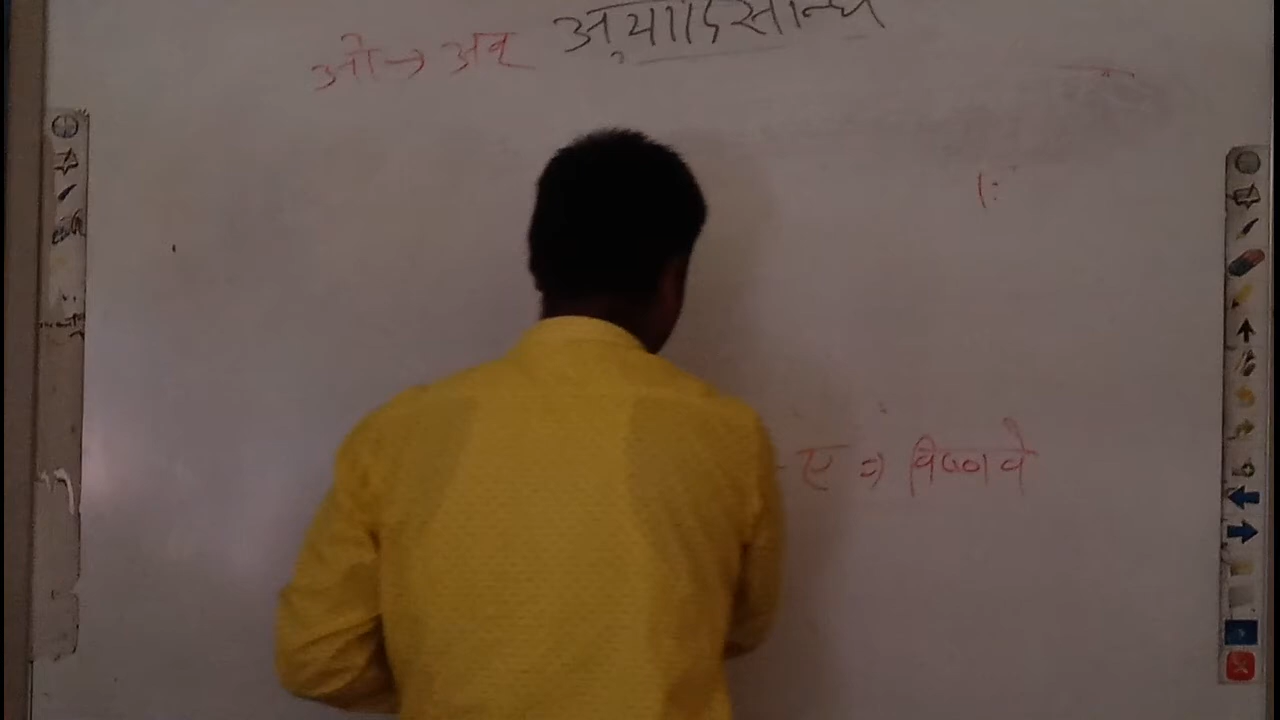 ओ → अव् अयादिसन्धि
ए => विष्णवे